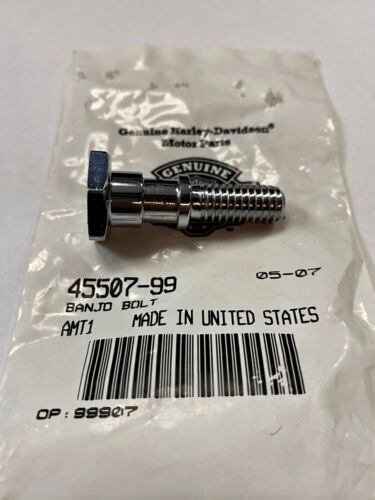 Genuine Harley-Davidson®
Motor Parts
GENUINE
45507-99
05-07
BANJO BOLT
AMT1 MADE IN UNITED STATES
OP:99907